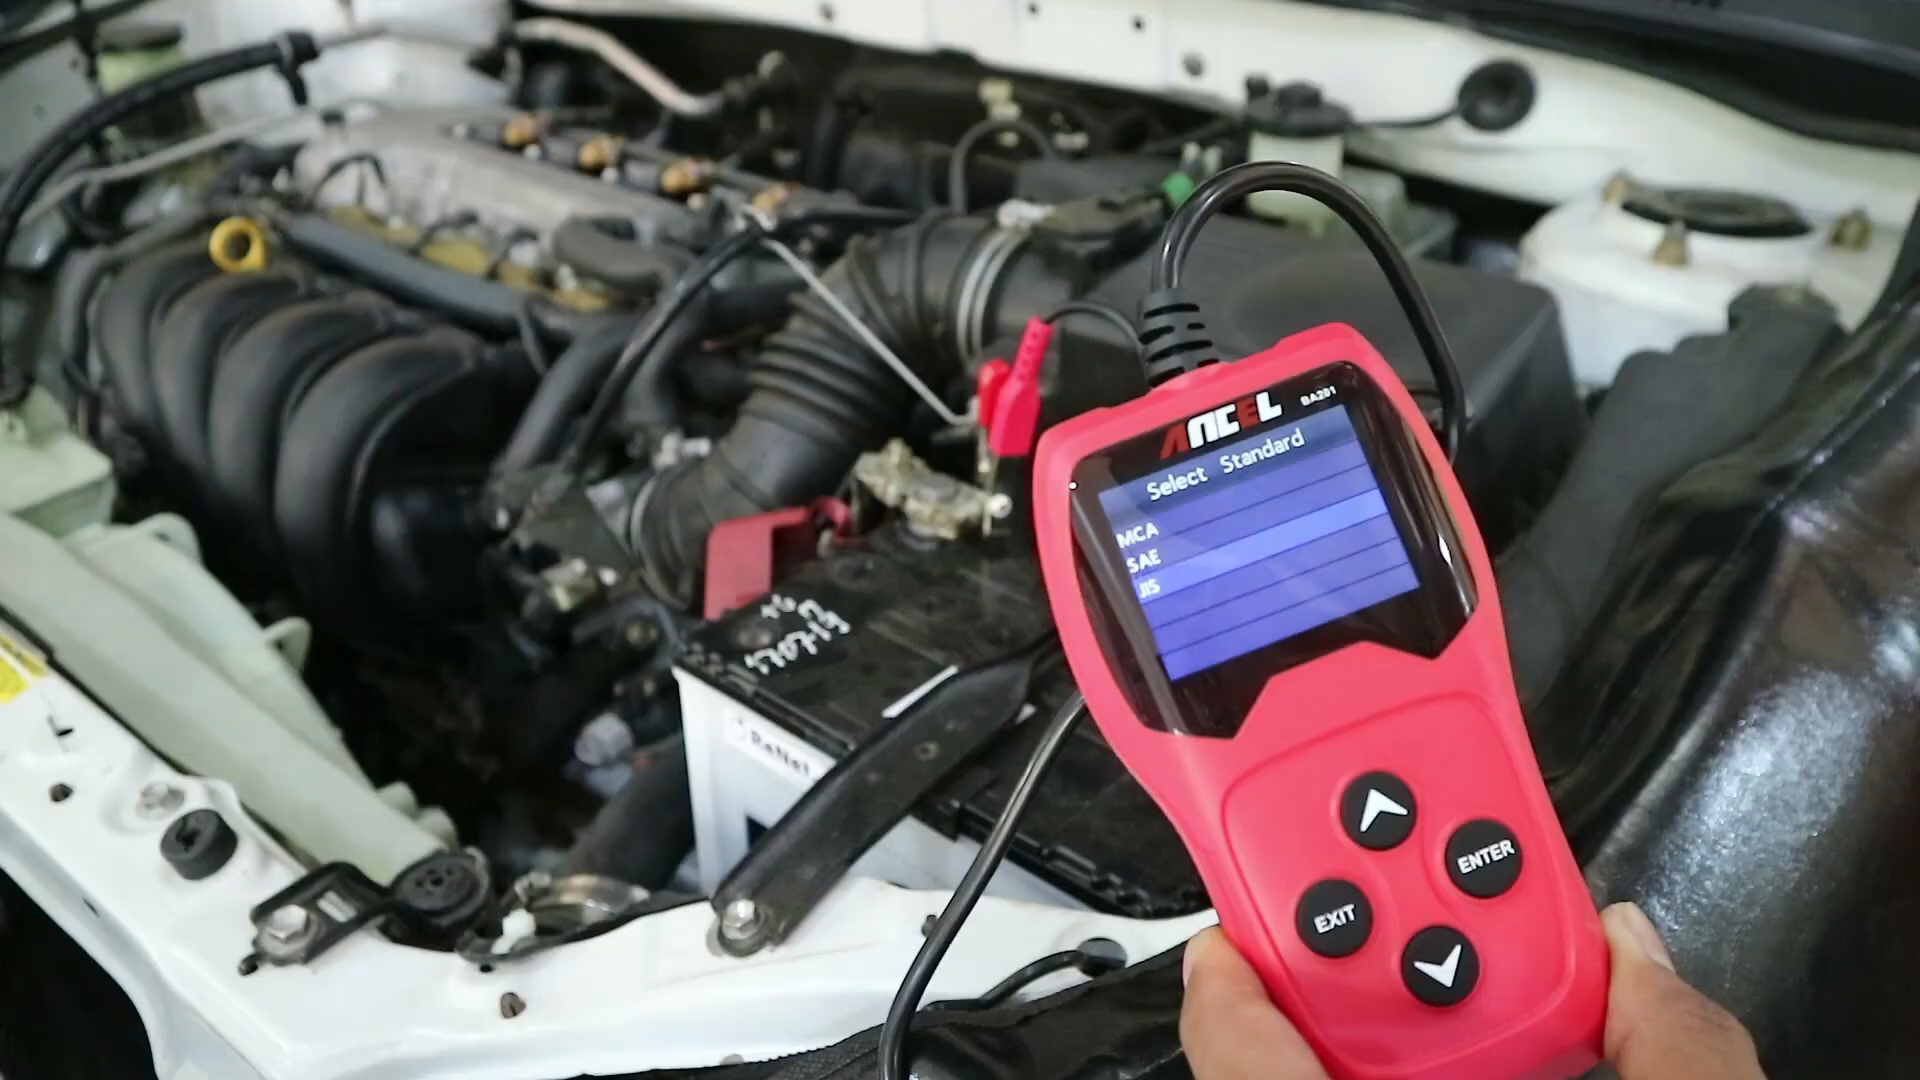 ANCEL
BA201
Select Standard
MCA
SAE
JIS
ENTER
EXIT